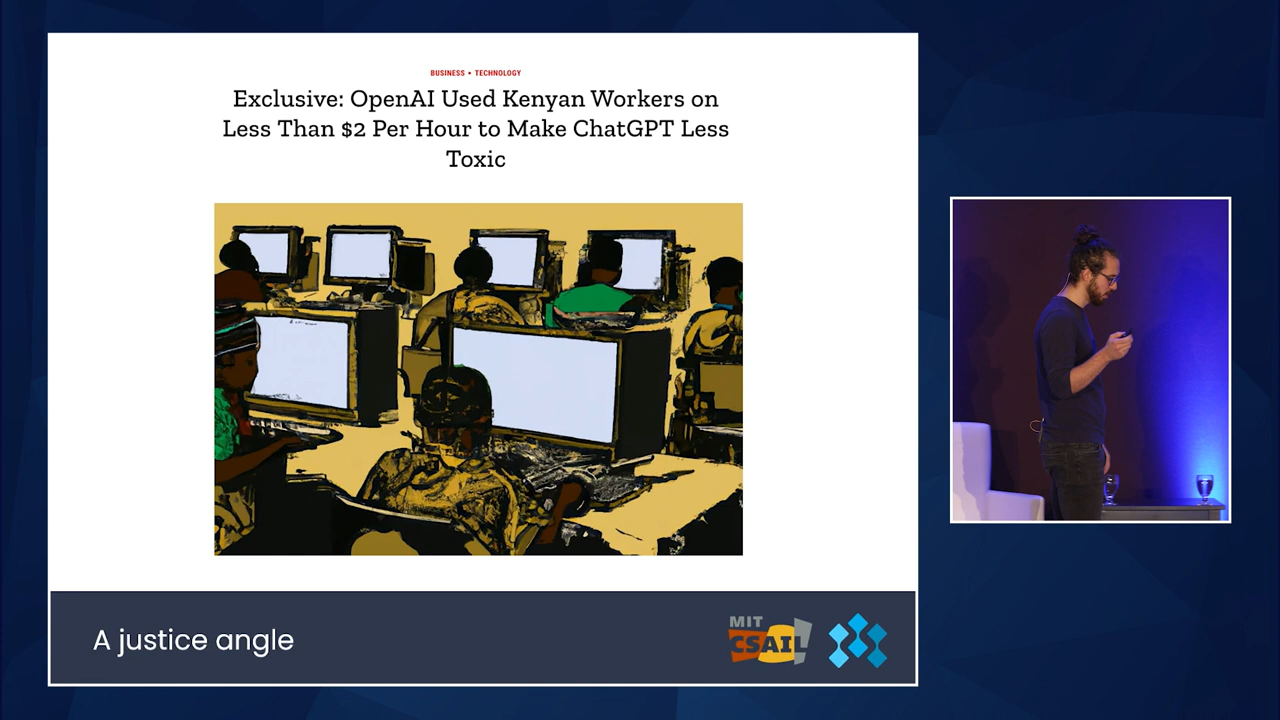 BUSINESS • TECHNOLOGY
Exclusive: OpenAI Used Kenyan Workers on
Less Than $2 Per Hour to Make ChatGPT Less
Toxic
A justice angle
MIT
CSAIL